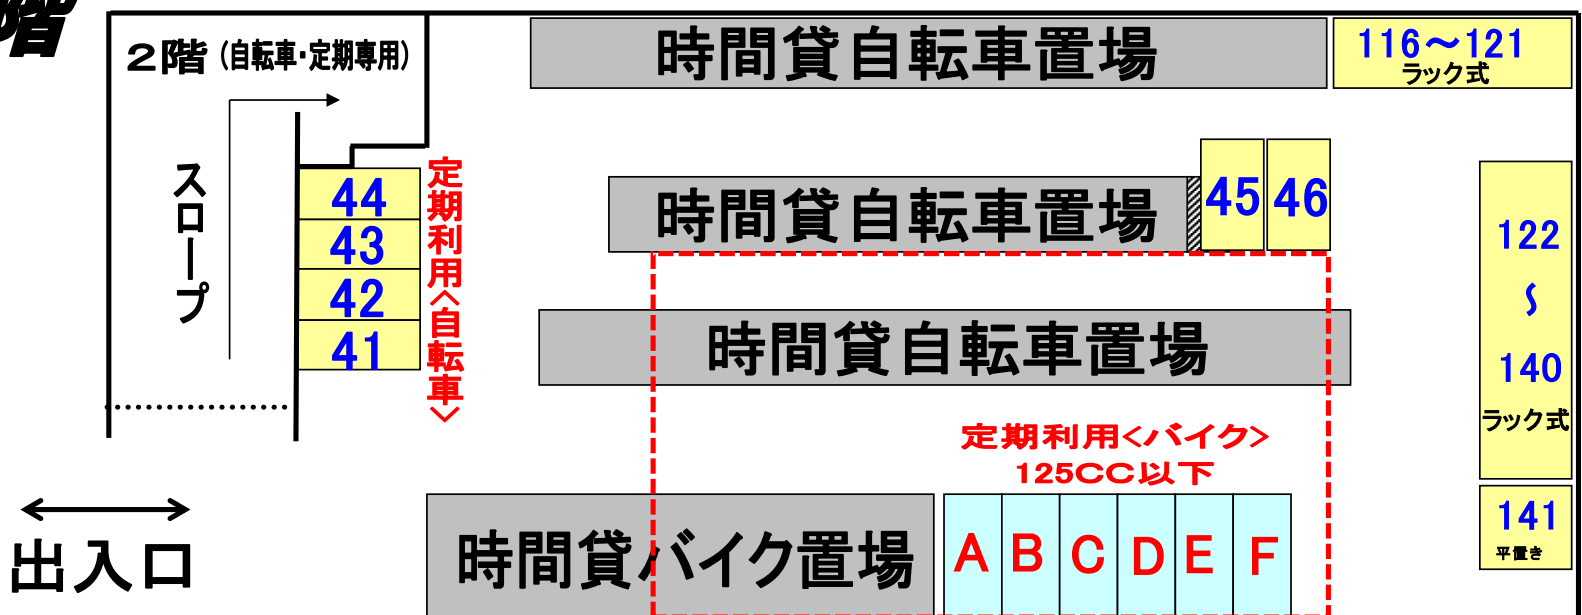 階
2階(自転車・定期専用)
時間貸自転車置場
116～121
ラック式
スロープ
44
43
42
41
定期利用<自転車>
時間貸自転車置場
45
46
122
～
140
ラック式
時間貸自転車置場
定期利用<バイク>
125CC以下
141
平置き
時間貸バイク置場
A
B
C
D
E
F
出入口